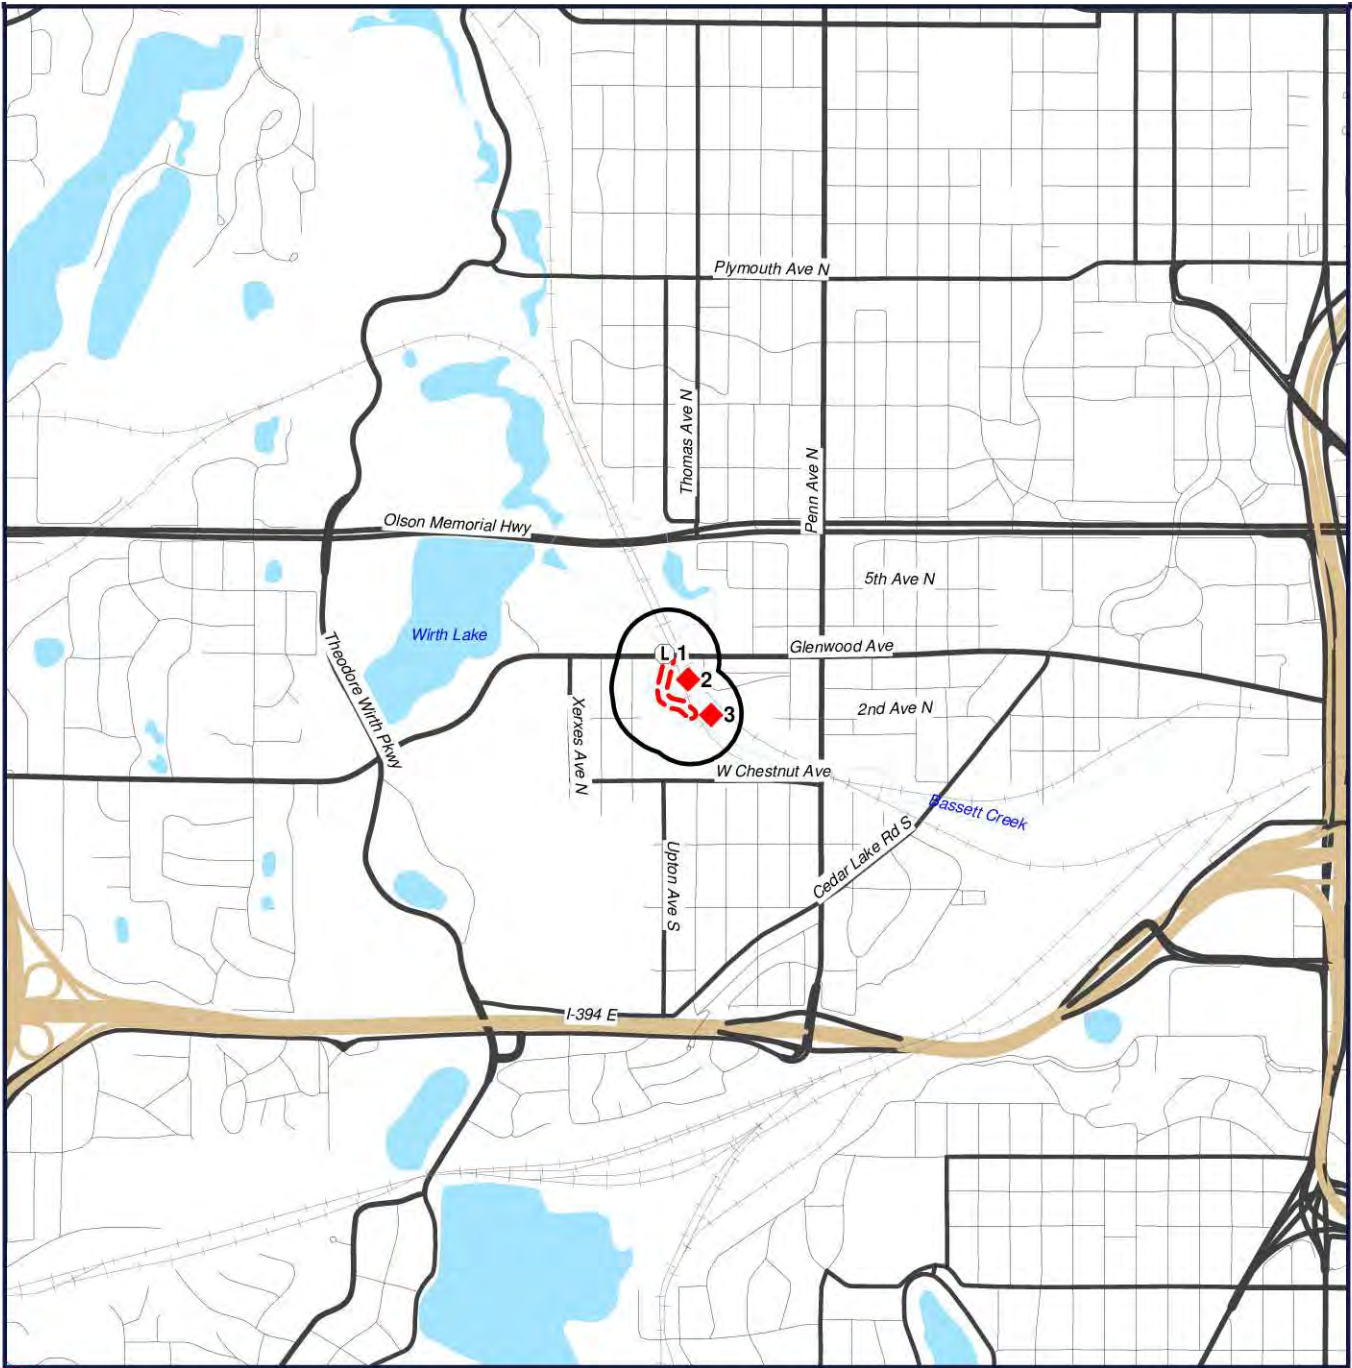 Plymouth Ave N
Thomas Ave N
Penn Ave N
Olson Memorial Hwy
5th Ave N
Wirth Lake
Glenwood Ave
L 1
2
3
Theodore Wirth Pkwy
Xerxes Ave N
2nd Ave N
W Chestnut Ave
Bassett Creek
Cedar Lake Rd S
Upton Ave S
I-394 E